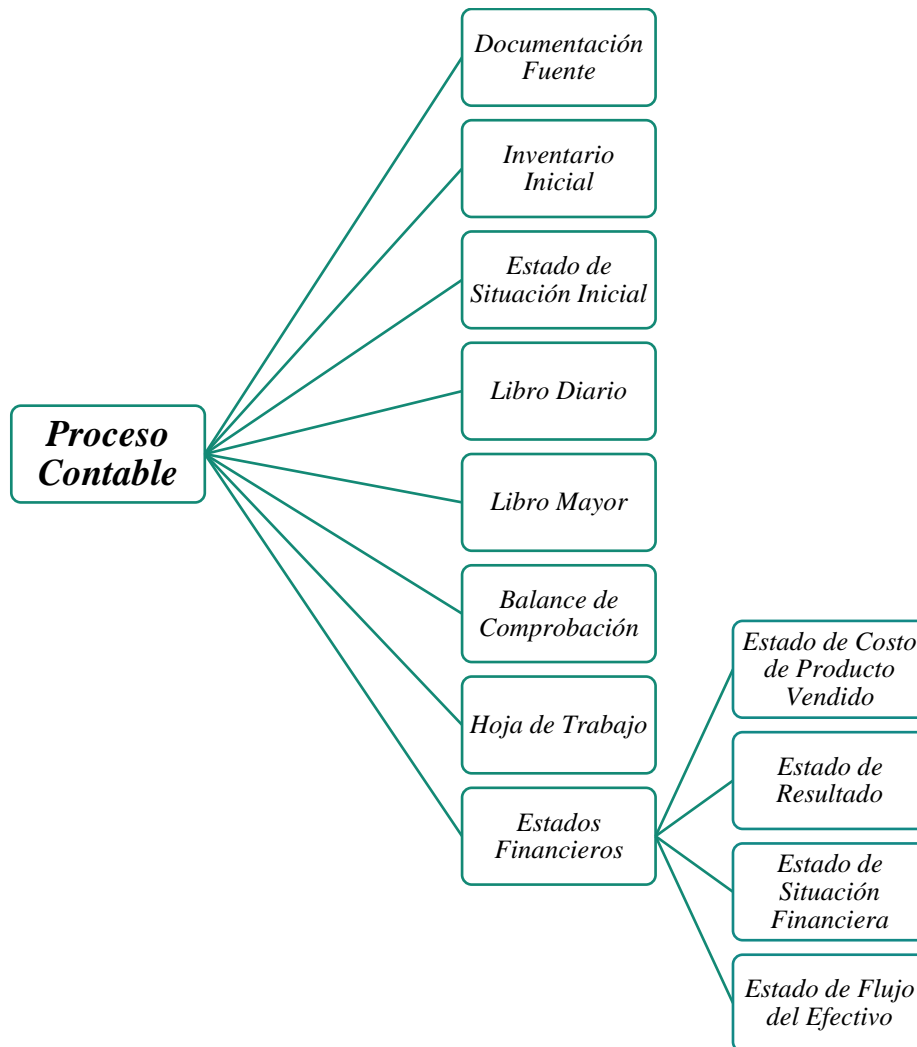 Documentación
Fuente
Inventario
Inicial
Estado de
Situación Inicial
Libro Diario
Proceso
Contable
Libro Mayor
Balance de
Comprobación
Hoja de Trabajo
Estados
Financieros
Estado de Costo
de Producto
Vendido
Estado de
Resultado
Estado de
Situación
Financiera
Estado de Flujo
del Efectivo